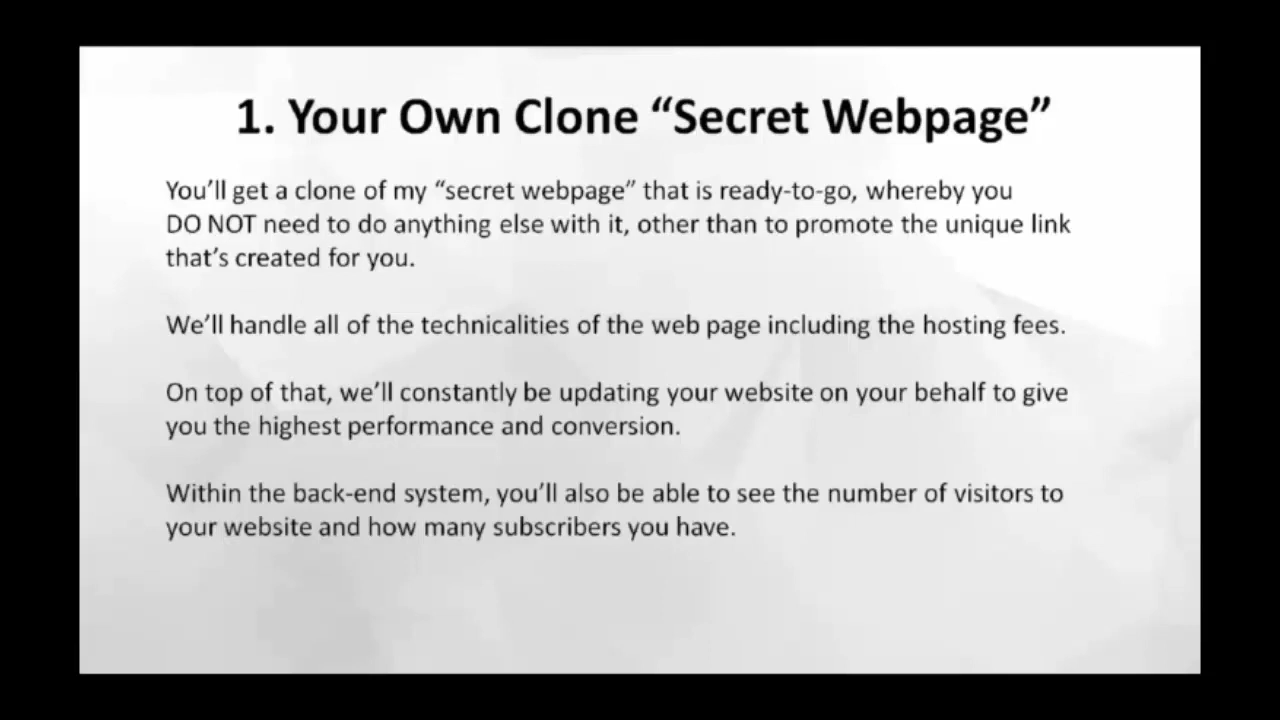 1. Your Own Clone “Secret Webpage”
You’ll get a clone of my “secret webpage” that is ready-to-go, whereby you
DO NOT need to do anything else with it, other than to promote the unique link
that’s created for you.
We’ll handle all of the technicalities of the web page including the hosting fees.
On top of that, we’ll constantly be updating your website on your behalf to give
you the highest performance and conversion.
Within the back-end system, you’ll also be able to see the number of visitors to
your website and how many subscribers you have.